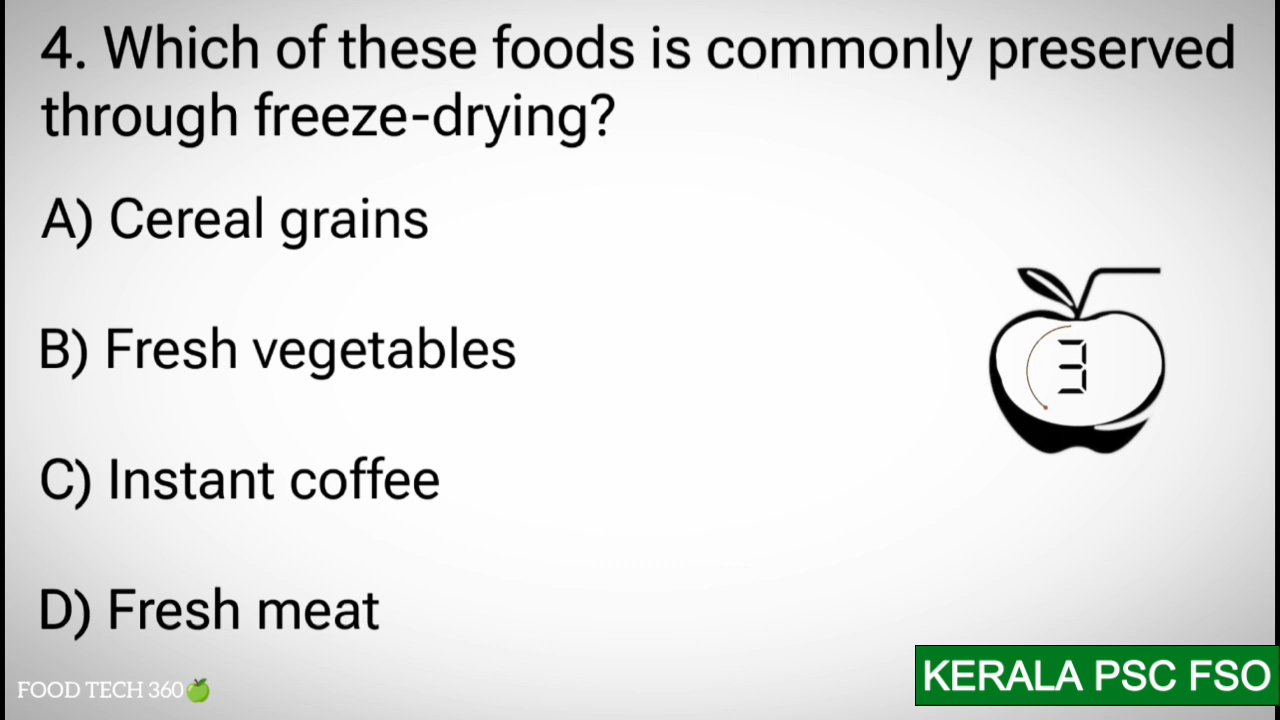 4. Which of these foods is commonly preserved
through freeze-drying?
A) Cereal grains
B) Fresh vegetables
3
C) Instant coffee
D) Fresh meat
FOOD TECH 360🍏
KERALA PSC FSO